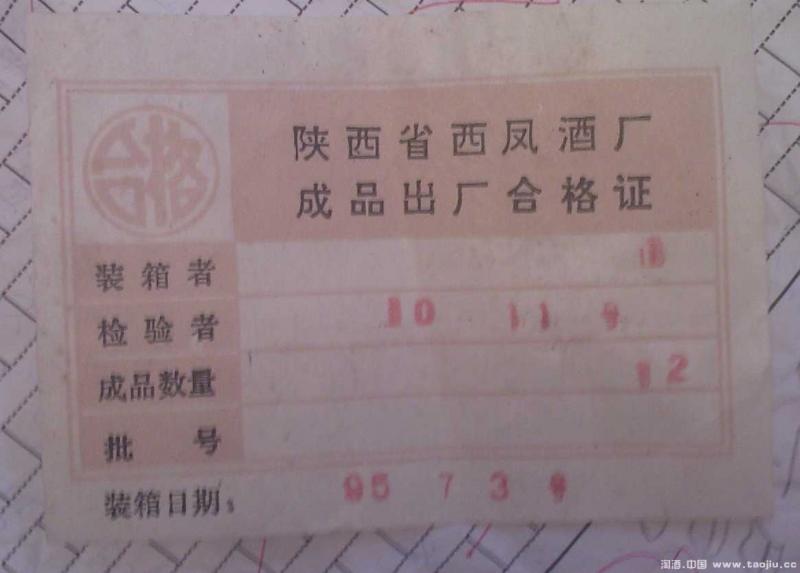 合格
陕西省西凤酒厂
成品出厂合格证
装箱者
检验者 10 11
成品数量 12
批号
装箱日期: 95 7 3
淘酒.中国 www.taojiu.cc